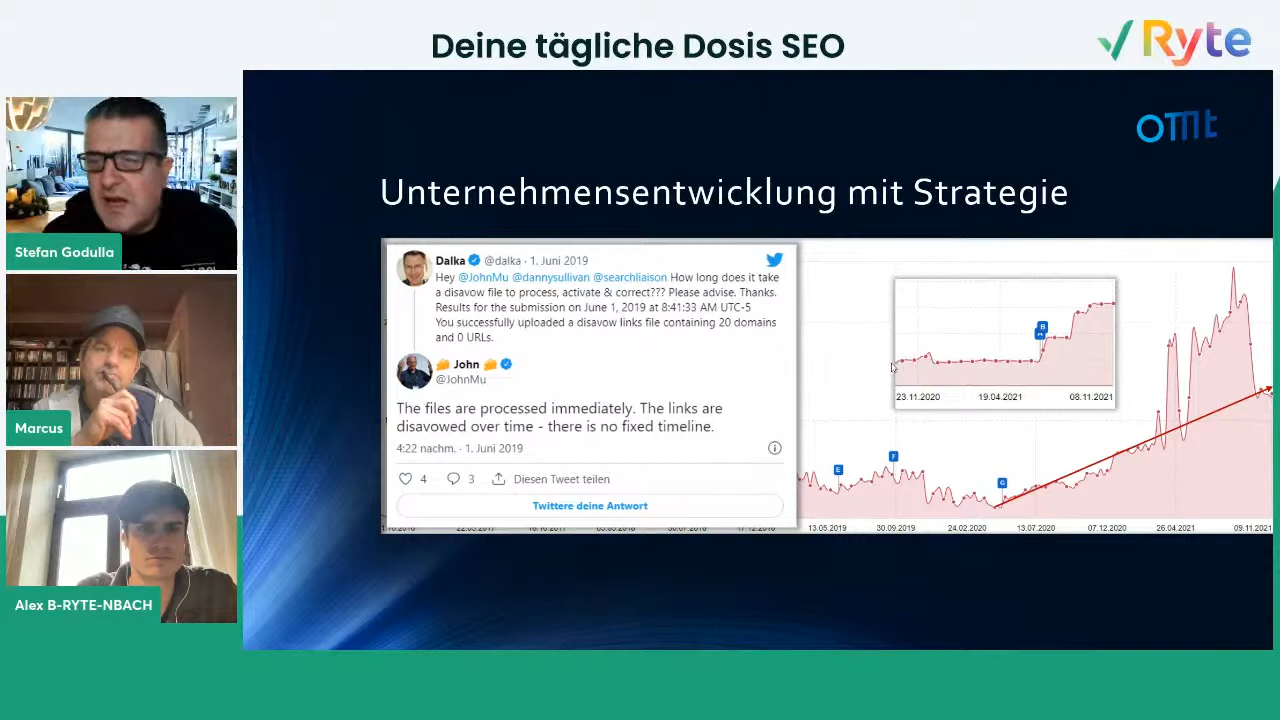 Deine tägliche Dosis SEO
Ryte
OMT
Unternehmensentwicklung mit Strategie
Stefan Godulla
Marcus
Alex B-RYTE-NBACH
Dalka @dalka · 1. Juni 2019
Hey @JohnMu @dannysullivan @searchliaison How long does it take
a disavow file to process, activate & correct??? Please advise. Thanks.
Results for the submission on June 1, 2019 at 8:41:33 AM UTC-5
You successfully uploaded a disavow links file containing 20 domains
and 0 URLs.
🧀 John 🧀
@JohnMu
The files are processed immediately. The links are
disavowed over time - there is no fixed timeline.
4:22 nachm. · 1. Juni 2019
4 3 Diesen Tweet teilen
Twittere deine Antwort
B
23.11.2020 19.04.2021 08.11.2021
E
F
G
13.05.2019 30.09.2019 24.02.2020 13.07.2020 07.12.2020 26.04.2021 09.11.2021